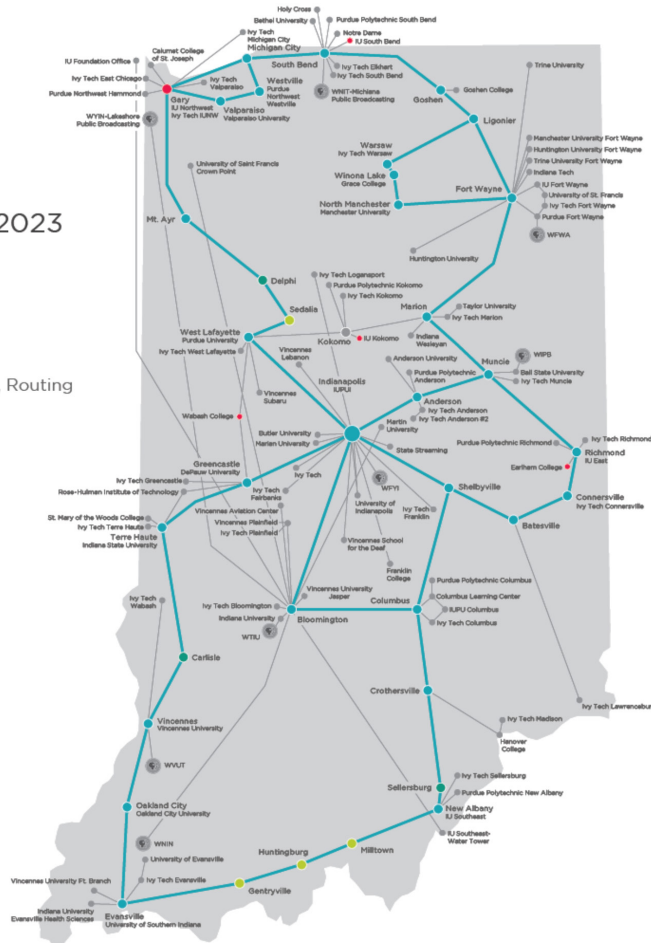 Holy Cross
Bethel University
Purdue Polytechnic South Bend
Notre Dame
IU South Bend
Ivy Tech
Michigan City
Michigan City
South Bend
Ivy Tech Elkhart
Ivy Tech South Bend
WNIT-Michiana
Public Broadcasting
IU Foundation Office
Calumet College
of St. Joseph
Ivy Tech East Chicago
Purdue Northwest Hammond
Ivy Tech
Valparaiso
Westville
Purdue
Northwest
Westville
Gary
IU Northwest
Ivy Tech IUNW
Valparaiso
Valparaiso University
WYIN-Lakeshore
Public Broadcasting
Goshen
Goshen College
Trine University
Ligonier
Manchester University Fort Wayne
Huntington University Fort Wayne
Trine University Fort Wayne
Indiana Tech
IU Fort Wayne
University of St. Francis
Ivy Tech Fort Wayne
Purdue Fort Wayne
WFWA
Warsaw
Ivy Tech Warsaw
Winona Lake
Grace College
Fort Wayne
North Manchester
Manchester University
University of Saint Francis
Crown Point
2023
Mt. Ayr
Huntington University
Delphi
Ivy Tech Logansport
Purdue Polytechnic Kokomo
Ivy Tech Kokomo
Sedalia
Marion
Taylor University
Ivy Tech Marion
Indiana
Wesleyan
West Lafayette
Purdue University
Ivy Tech West Lafayette
Kokomo
IU Kokomo
Vincennes
Lebanon
Anderson University
WIPB
Muncie
Ball State University
Ivy Tech Muncie
Routing
Vincennes
Subaru
Indianapolis
IUPUI
Purdue Polytechnic
Anderson
Anderson
Ivy Tech Anderson
Ivy Tech Anderson #2
Wabash College
Butler University
Marian University
Martin
University
State Streaming
Purdue Polytechnic Richmond
Ivy Tech Richmond
Richmond
IU East
Earlham College
Greencastle
DePauw University
Ivy Tech Greencastle
Rose-Hulman Institute of Technology
Ivy Tech
Ivy Tech
Fairbanks
WFYI
Shelbyville
Connersville
Ivy Tech Connersville
Vincennes Aviation Center
Vincennes Plainfield
Ivy Tech Plainfield
University of
Indianapolis
Ivy Tech
Franklin
Batesville
St. Mary of the Woods College
Ivy Tech Terre Haute
Terre Haute
Indiana State University
Vincennes School
for the Deaf
Franklin
College
Vincennes University
Jasper
Purdue Polytechnic Columbus
Columbus Learning Center
IUPU Columbus
Ivy Tech Columbus
Columbus
Ivy Tech
Wabash
Ivy Tech Bloomington
Indiana University
Bloomington
WTIU
Carlisle
Crothersville
Ivy Tech Lawrenceburg
Ivy Tech Madison
Hanover
College
Vincennes
Vincennes University
WVUT
Sellersburg
Ivy Tech Sellersburg
Purdue Polytechnic New Albany
New Albany
IU Southeast
IU Southeast-
Water Tower
Oakland City
Oakland City University
WNIN
University of Evansville
Milltown
Huntingburg
Gentryville
Vincennes University Ft. Branch
Ivy Tech Evansville
Indiana University
Evansville Health Sciences
Evansville
University of Southern Indiana